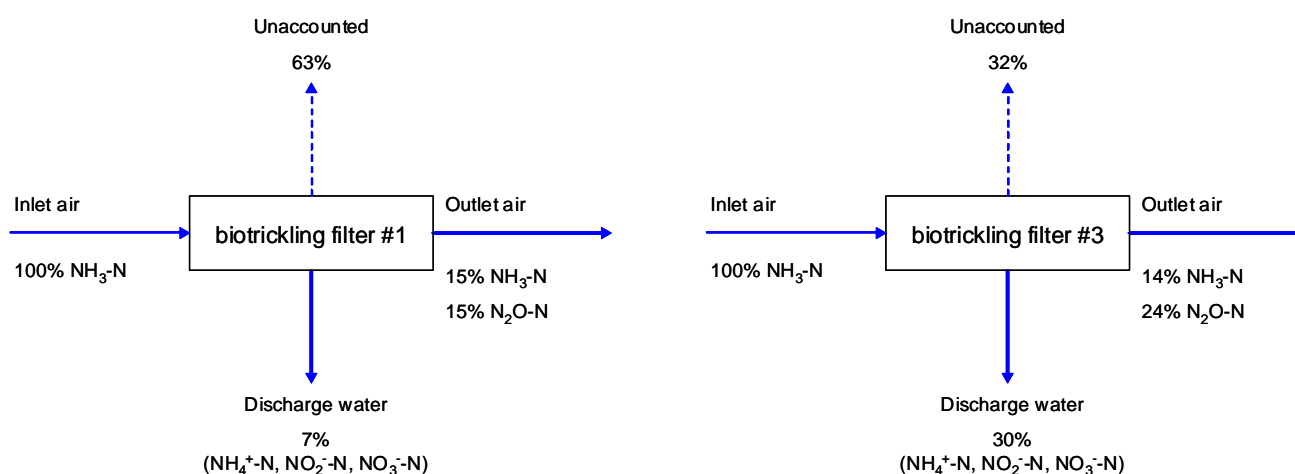 Unaccounted
63%
Inlet air
100% NH₃-N
biotrickling filter #1
Outlet air
15% NH₃-N
15% N₂O-N
Discharge water
7%
(NH₄⁺-N, NO₂⁻-N, NO₃⁻-N)
Unaccounted
32%
Inlet air
100% NH₃-N
biotrickling filter #3
Outlet air
14% NH₃-N
24% N₂O-N
Discharge water
30%
(NH₄⁺-N, NO₂⁻-N, NO₃⁻-N)